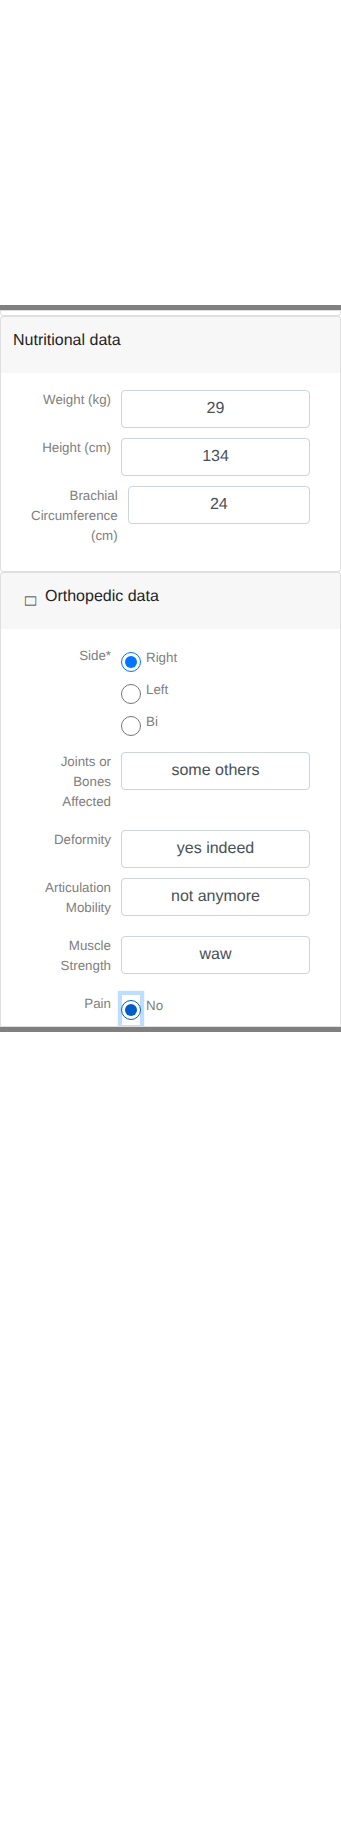 Nutritional data
Weight (kg) 29
Height (cm) 134
Brachial
Circumference
(cm)
24
Orthopedic data
Side* Right
Left
Bi
Joints or
Bones
Affected
some others
Deformity yes indeed
Articulation
Mobility
not anymore
Muscle
Strength
waw
Pain No